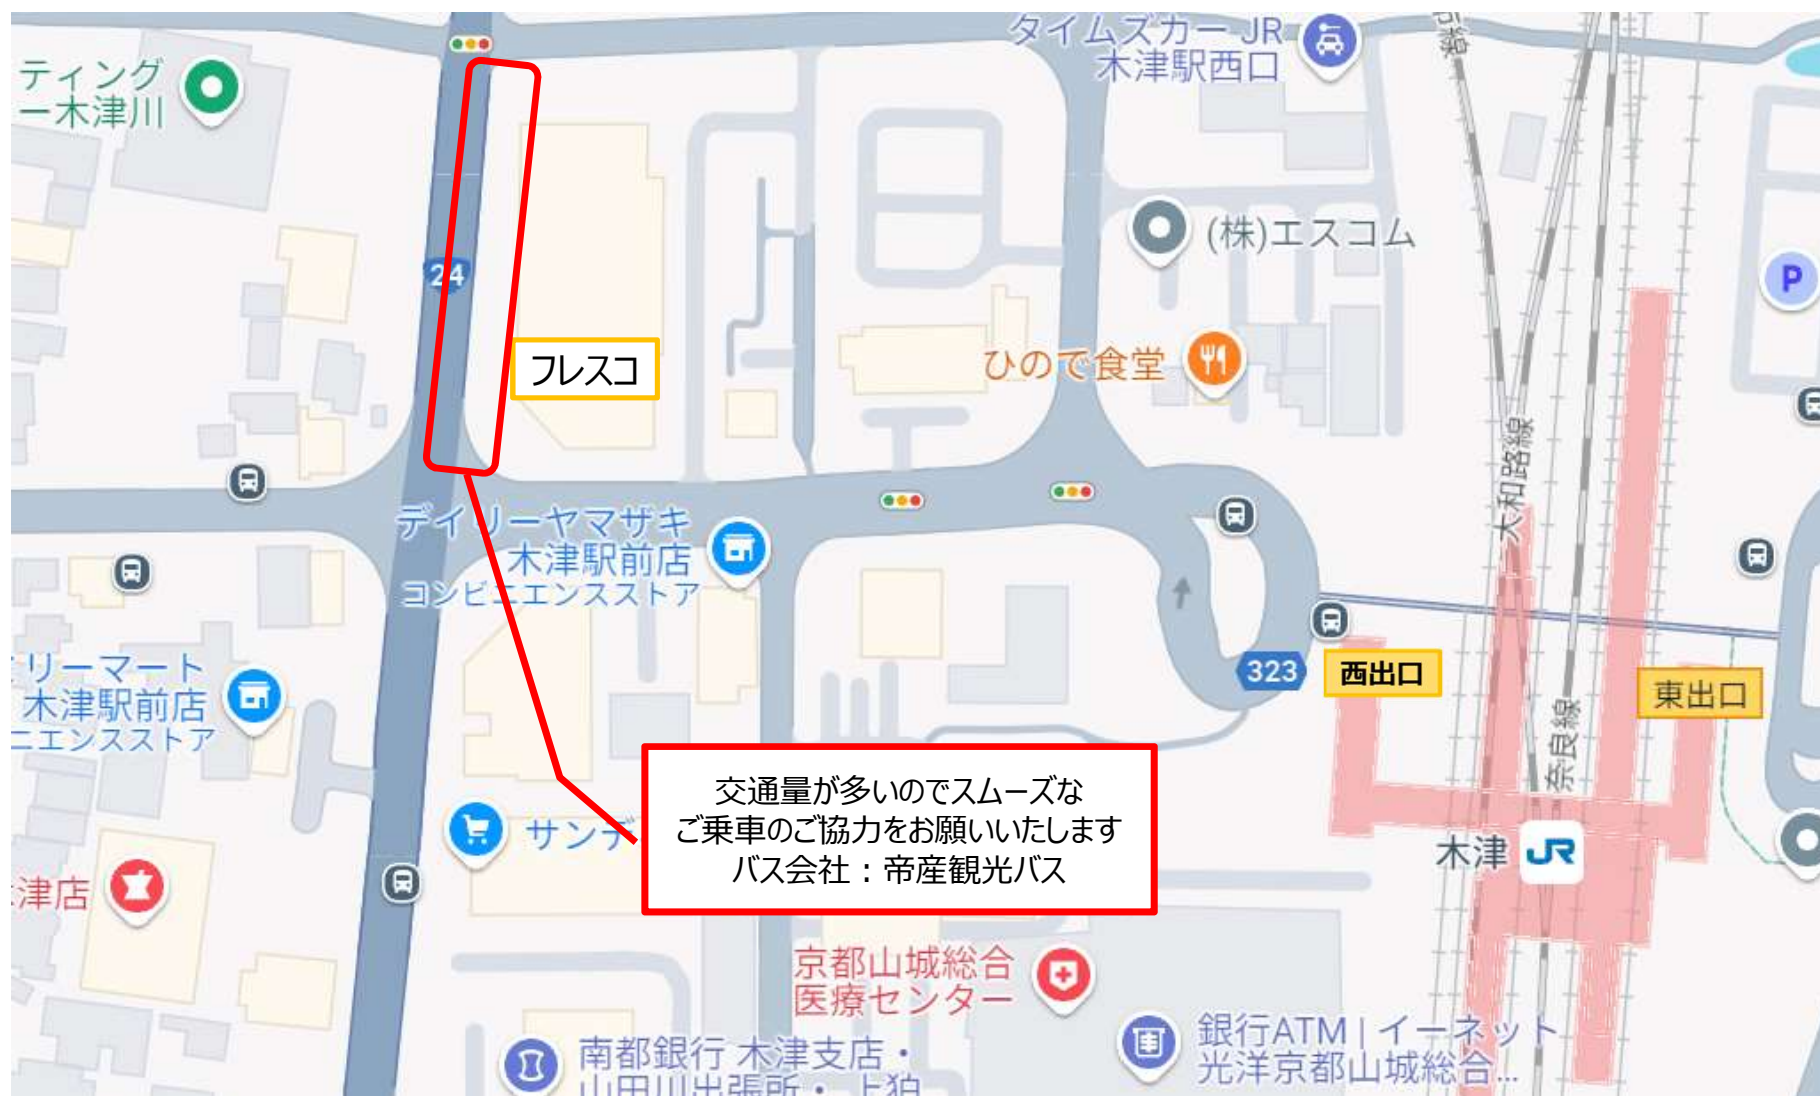 ティング
ー木津川
タイムズカー JR
木津駅西口
(株)エスコム
P
24
フレスコ
ひので食堂
大和路線
デイリーヤマザキ
木津駅前店
コンビニエンスストア
リーマート
木津駅前店
ニエンスストア
323
西出口
東出口
奈良線
交通量が多いのでスムーズな
ご乗車のご協力をお願いいたします
バス会社：帝産観光バス
サンデ
木津 JR
津店
京都山城総合
医療センター
南都銀行 木津支店・
山田川出張所・ 上狛
銀行ATM | イーネット
光洋京都山城総合...